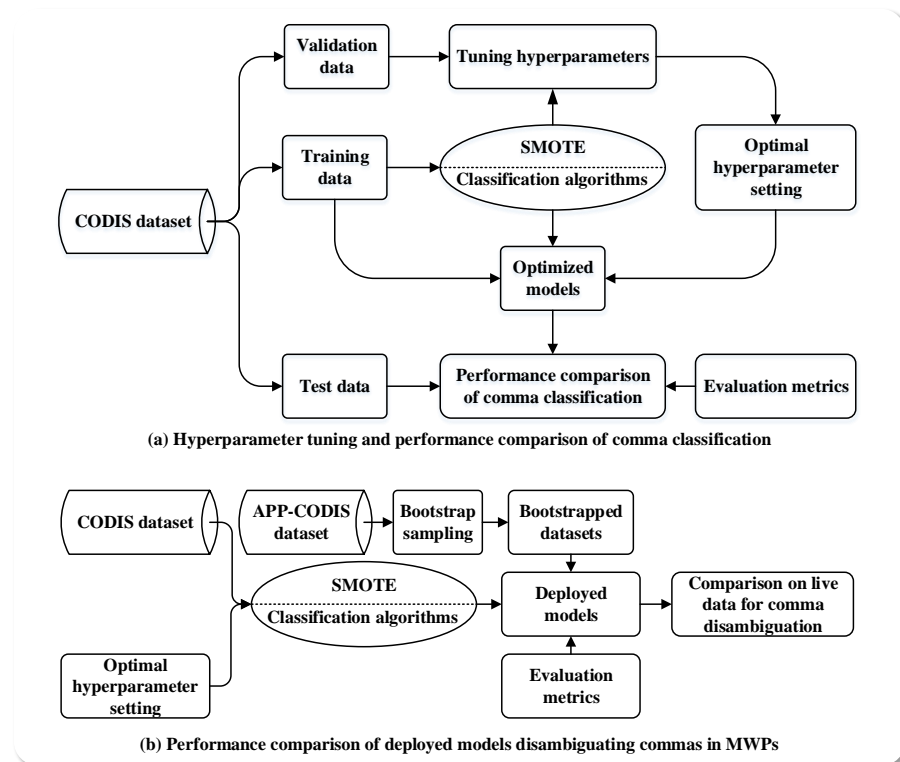 Validation
data
Tuning hyperparameters
Training
data
SMOTE
Classification algorithms
Optimal
hyperparameter
setting
CODIS dataset
Optimized
models
Test data
Performance comparison
of comma classification
Evaluation metrics
(a) Hyperparameter tuning and performance comparison of comma classification
CODIS dataset
APP-CODIS
dataset
Bootstrap
sampling
Bootstrapped
datasets
SMOTE
Classification algorithms
Deployed
models
Comparison on live
data for comma
disambiguation
Optimal
hyperparameter
setting
Evaluation
metrics
(b) Performance comparison of deployed models disambiguating commas in MWPs